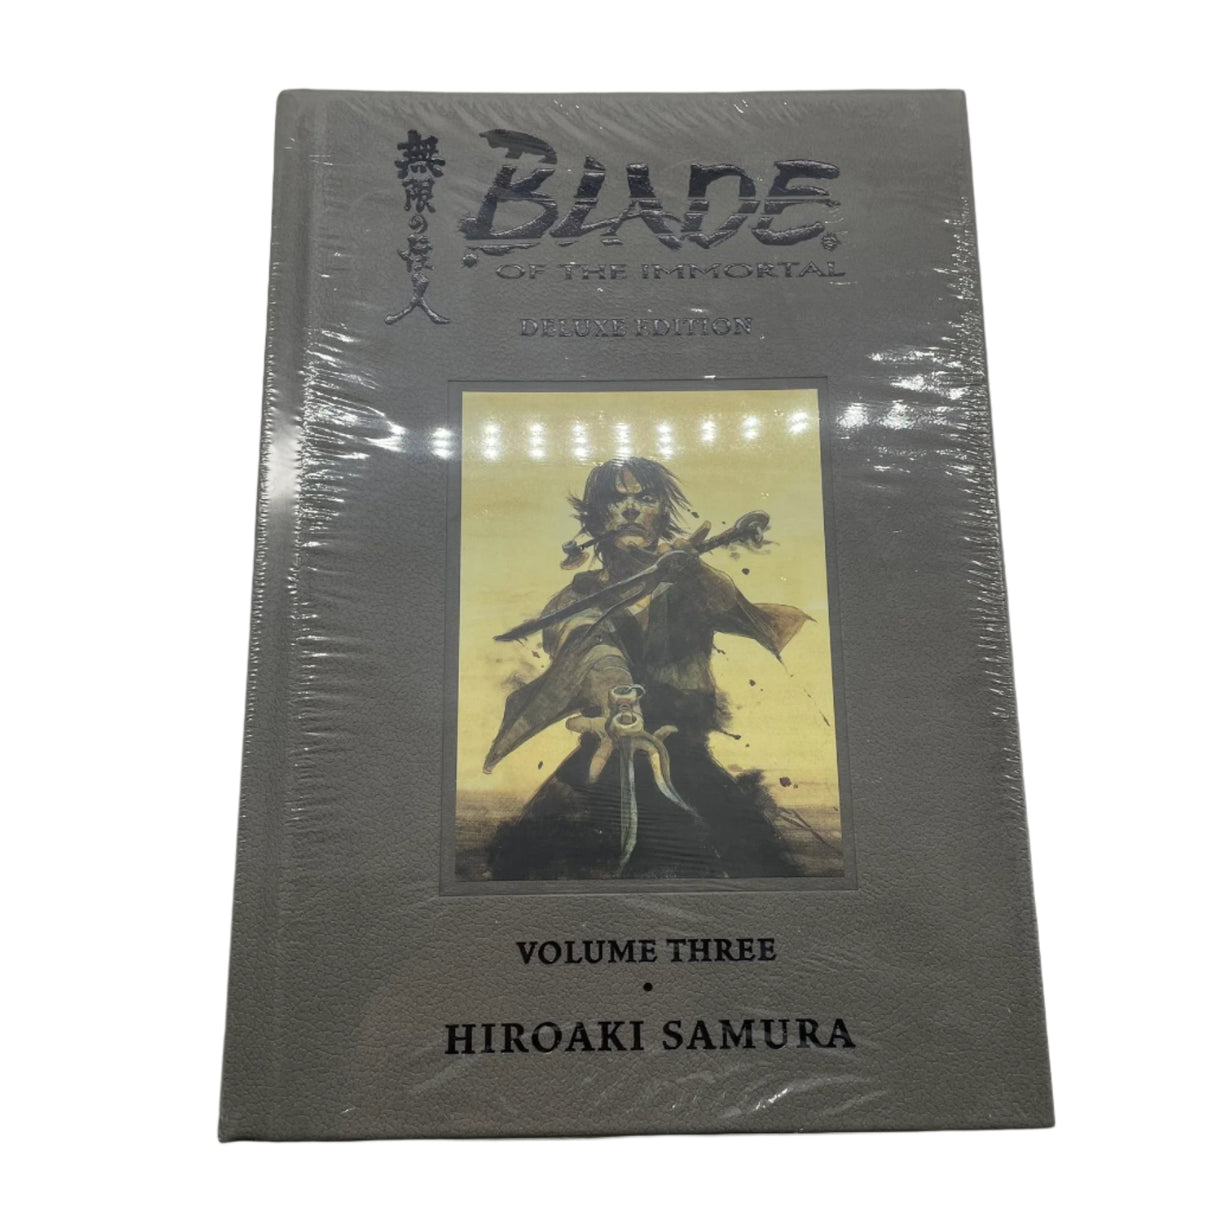 無限の住人
BLADE
OF THE IMMORTAL
DELUXE EDITION
VOLUME THREE
•
HIROAKI SAMURA